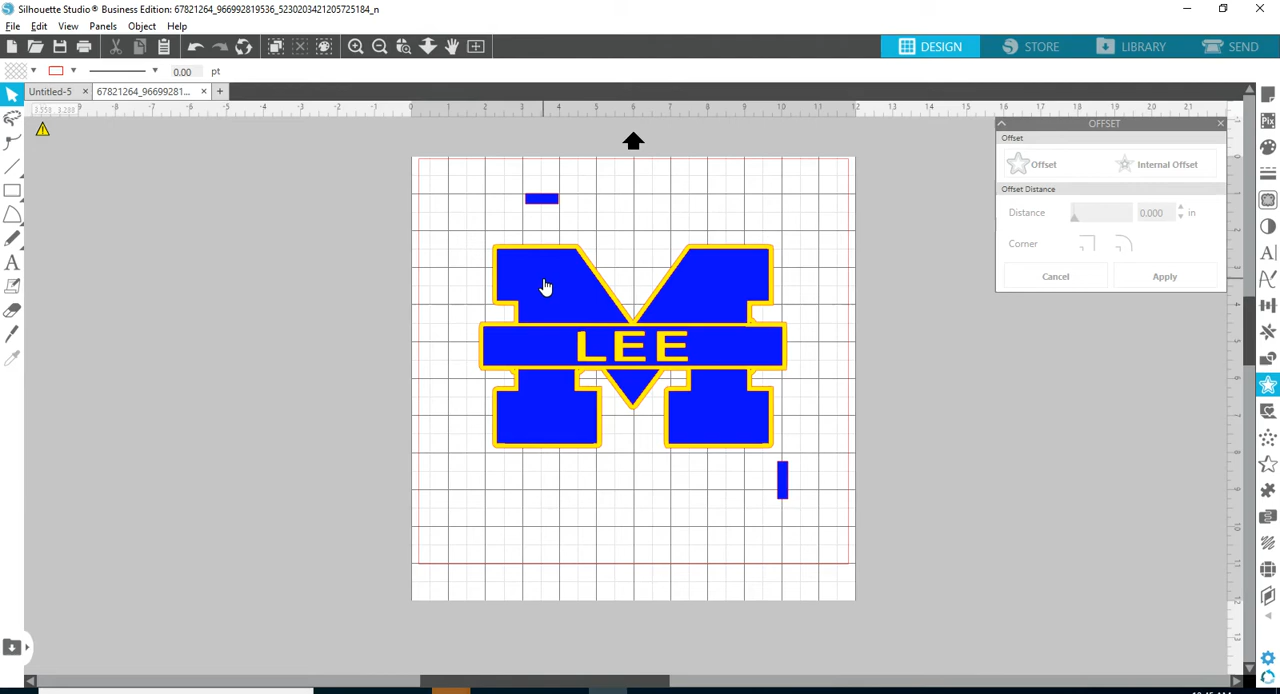 Silhouette Studio® Business Edition: 67821264_966992819536_5230203421205725184_n
File Edit View Panels Object Help
DESIGN STORE LIBRARY SEND
0.00 pt
Untitled-5 × 67821264_96699281... × +
OFFSET
Offset
Offset Internal Offset
Offset Distance
Distance 0.000 in
Corner
Cancel Apply
LEE